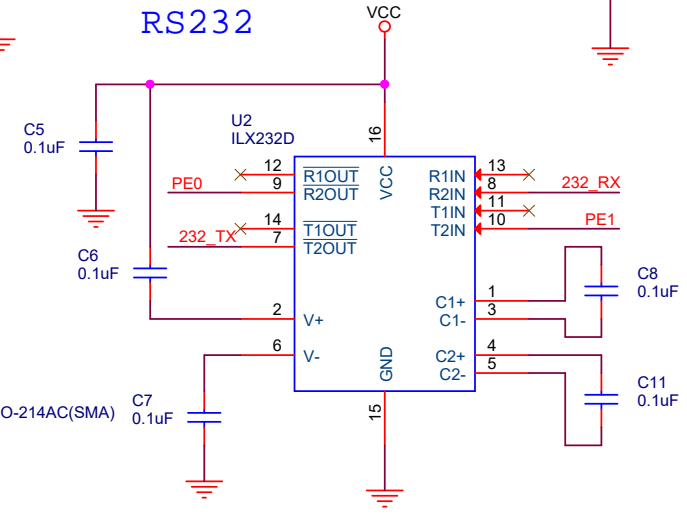 RS232
VCC
C5
0.1uF
U2
ILX232D
16
12
R1OUT
VCC
R1IN
13
PE0
9
R2OUT
R2IN
8
232_RX
T1IN
11
14
T1OUT
T2IN
10
PE1
232_TX
7
T2OUT
C6
0.1uF
C8
0.1uF
C1+
1
2
V+
C1-
3
6
V-
GND
C2+
4
C2-
5
C11
0.1uF
O-214AC(SMA)
C7
0.1uF
15